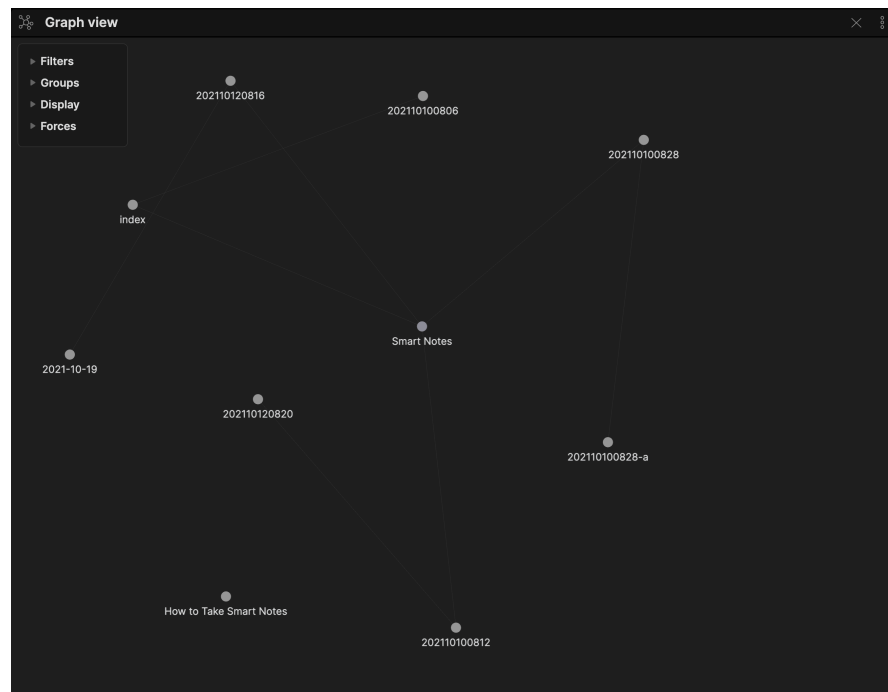 Graph view
Filters
Groups
Display
Forces
202110120816
202110100806
202110100828
index
Smart Notes
2021-10-19
202110120820
202110100828-a
How to Take Smart Notes
202110100812